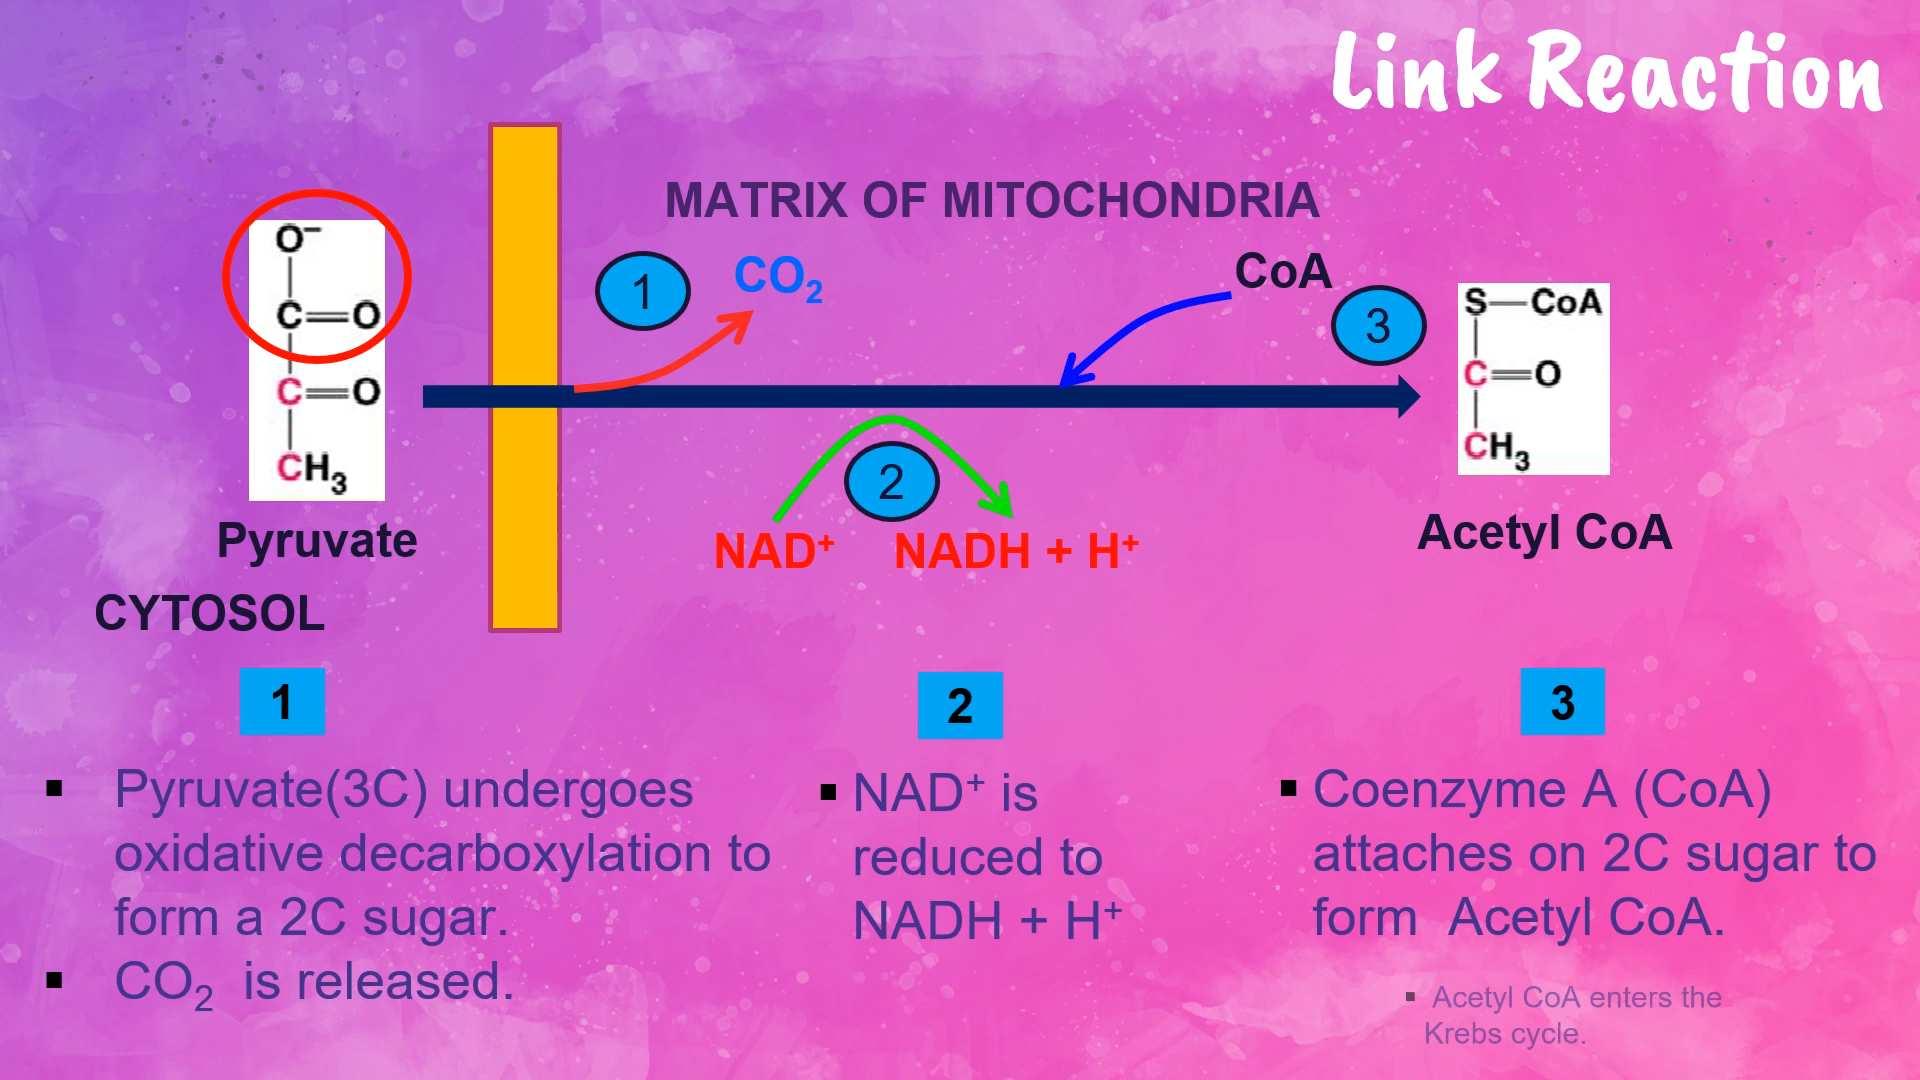 Link Reaction
MATRIX OF MITOCHONDRIA
O⁻
C=O
C=O
CH₃
Pyruvate
CYTOSOL
1
CO₂
CoA
3
2
NAD⁺ NADH + H⁺
S—CoA
C=O
CH₃
Acetyl CoA
1
▪ Pyruvate(3C) undergoes
oxidative decarboxylation to
form a 2C sugar.
▪ CO₂ is released.
2
▪ NAD⁺ is
reduced to
NADH + H⁺
3
▪ Coenzyme A (CoA)
attaches on 2C sugar to
form Acetyl CoA.
▪ Acetyl CoA enters the
Krebs cycle.